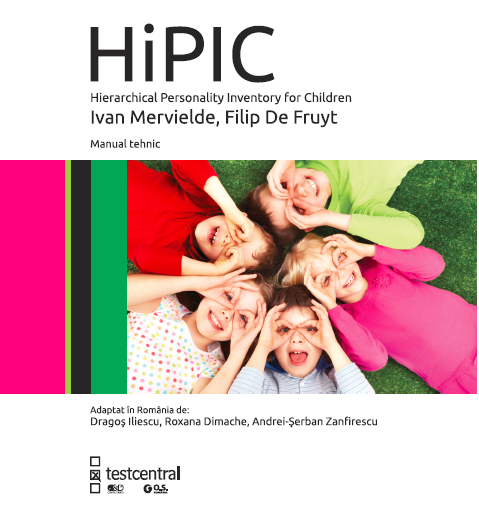 HiPIC
Hierarchical Personality Inventory for Children
Ivan Mervielde, Filip De Fruyt
Manual tehnic
Adaptat în România de:
Dragoş Iliescu, Roxana Dimache, Andrei-Şerban Zanfirescu
testcentral